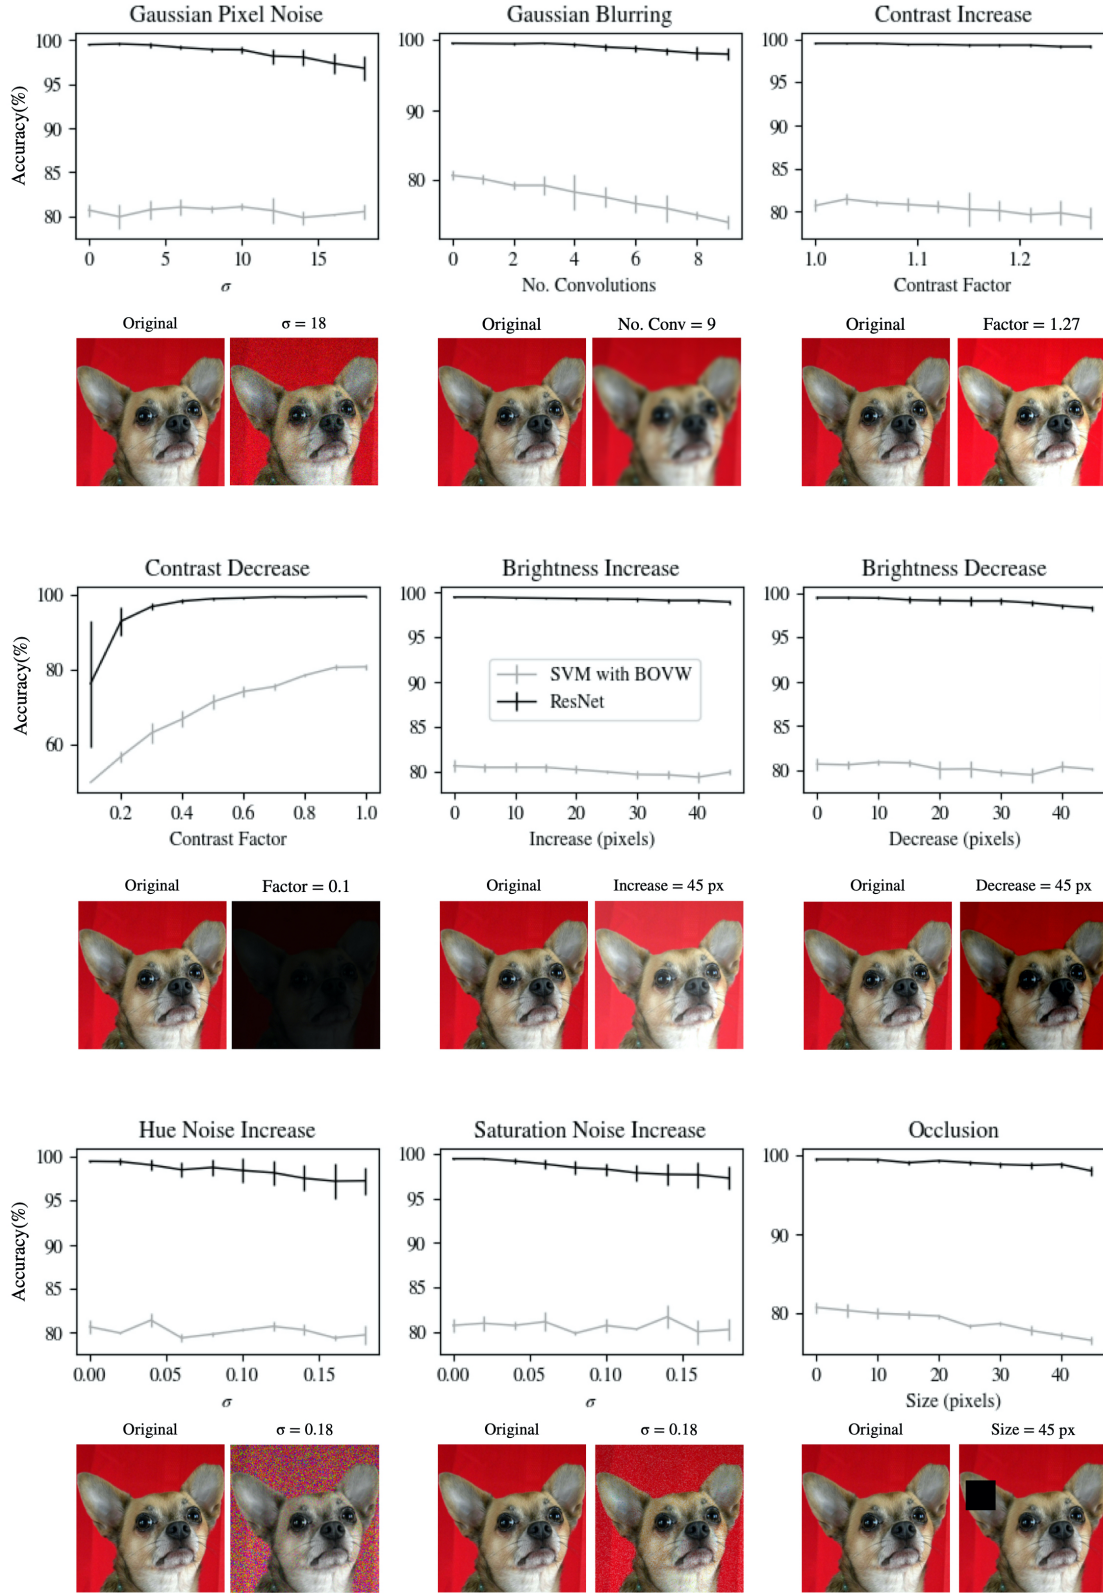 Gaussian Pixel Noise
Gaussian Blurring
Contrast Increase
Accuracy(%)
100
95
90
85
80
0 5 10 15
σ
100
90
80
0 2 4 6 8
No. Convolutions
100
95
90
85
80
1.0 1.1 1.2
Contrast Factor
Original
σ = 18
Original
No. Conv = 9
Original
Factor = 1.27
Contrast Decrease
Brightness Increase
Brightness Decrease
Accuracy(%)
100
80
60
0.2 0.4 0.6 0.8 1.0
Contrast Factor
100
95
90
85
80
SVM with BOVW
ResNet
0 10 20 30 40
Increase (pixels)
100
95
90
85
80
0 10 20 30 40
Decrease (pixels)
Original
Factor = 0.1
Original
Increase = 45 px
Original
Decrease = 45 px
Hue Noise Increase
Saturation Noise Increase
Occlusion
Accuracy(%)
100
95
90
85
80
0.00 0.05 0.10 0.15
σ
100
95
90
85
80
0.00 0.05 0.10 0.15
σ
100
90
80
0 10 20 30 40
Size (pixels)
Original
σ = 0.18
Original
σ = 0.18
Original
Size = 45 px